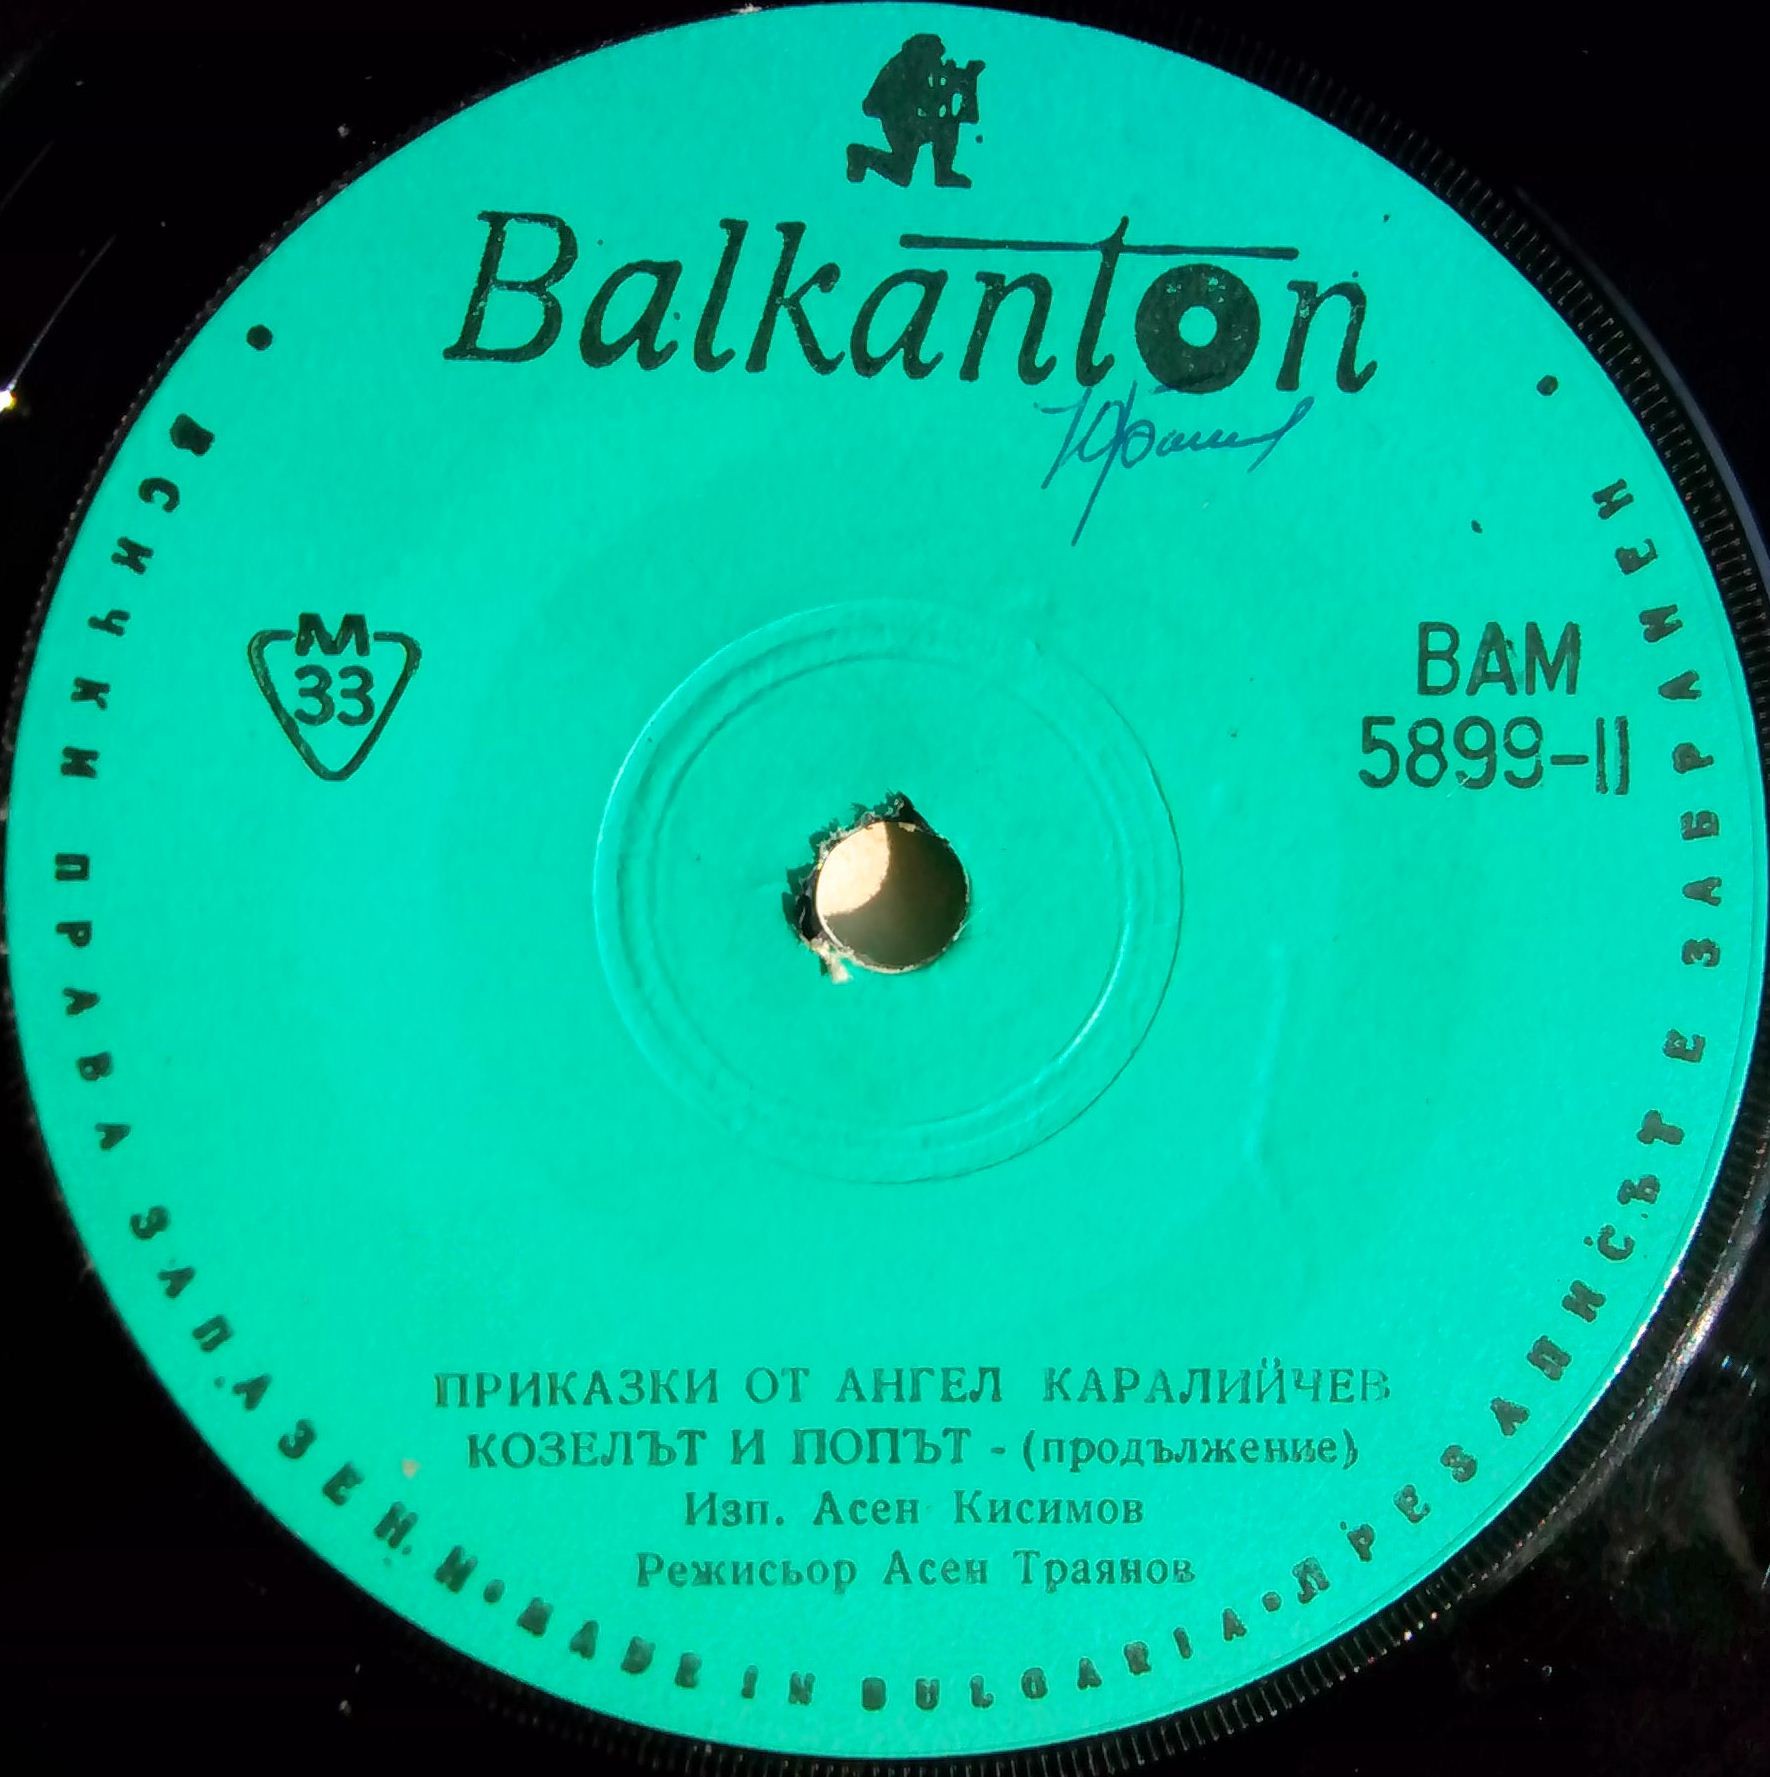 Balkanton
M
33
BAM
5899-II
ПРИКАЗКИ ОТ АНГЕЛ КАРАЛИЙЧЕВ
КОЗЕЛЪТ И ПОПЪТ - (продължение)
Изп. Асен Кисимов
Режисьор Асен Траянов
• ВСИЧКИ ПРАВА ЗАПАЗЕНИ • MADE IN BULGARIA • ПРЕЗАПИСЪТ Е ЗАБРАНЕН •